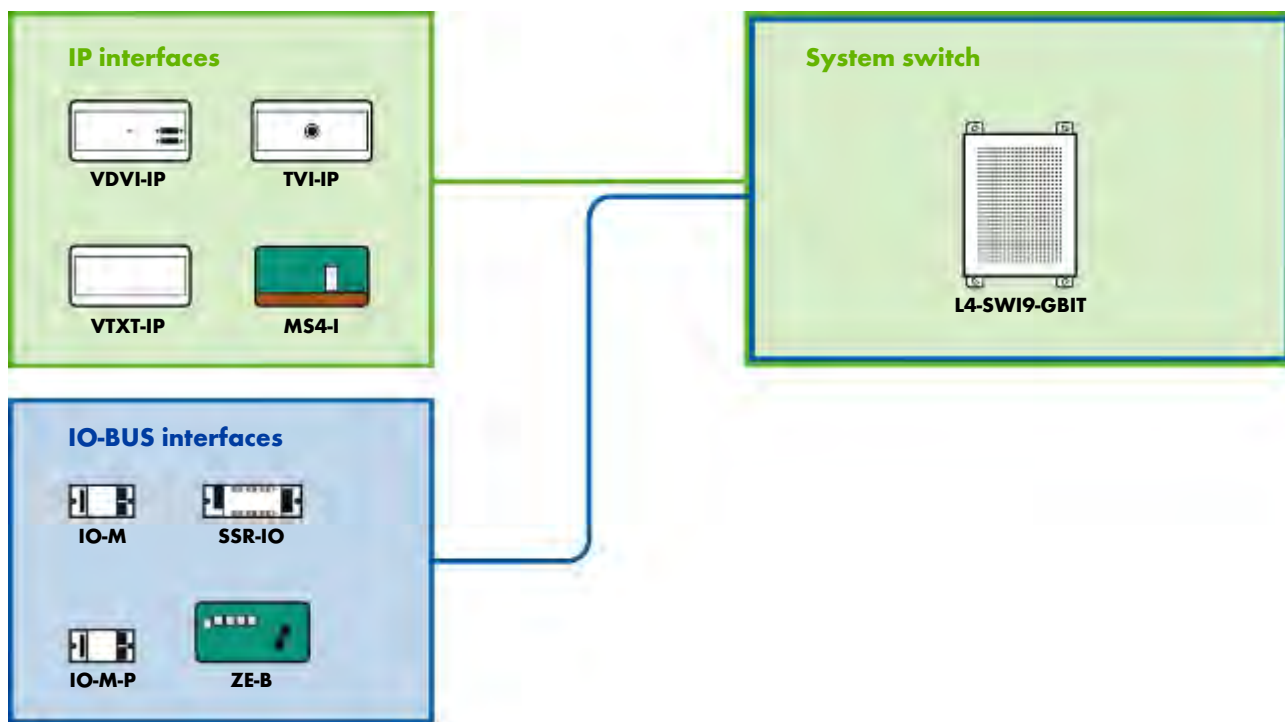 IP interfaces
VDVI-IP
TVI-IP
VTXT-IP
MS4-I
System switch
L4-SWI9-GBIT
IO-BUS interfaces
IO-M
SSR-IO
IO-M-P
ZE-B